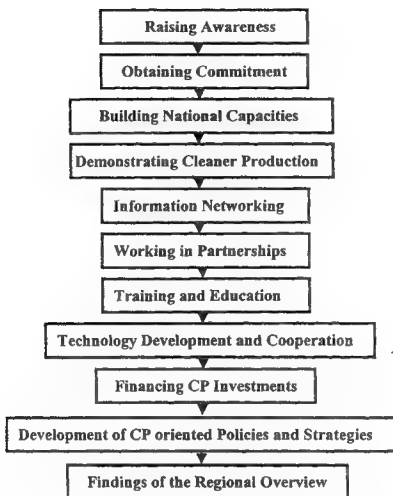 Raising Awareness
Obtaining Commitment
Building National Capacities
Demonstrating Cleaner Production
Information Networking
Working in Partnerships
Training and Education
Technology Development and Cooperation
Financing CP Investments
Development of CP oriented Policies and Strategies
Findings of the Regional Overview